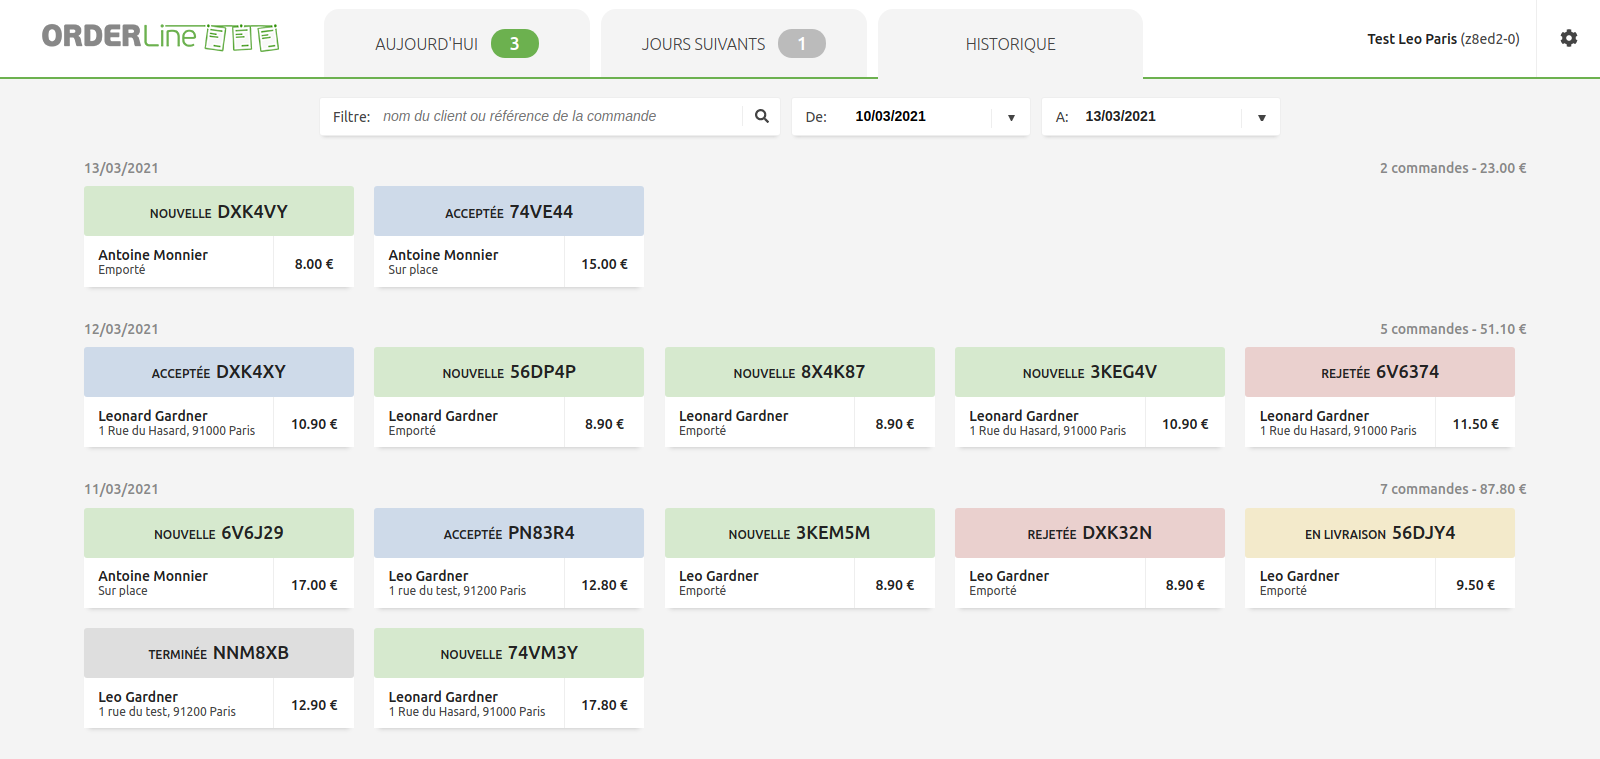 ORDERLine
AUJOURD'HUI 3
JOURS SUIVANTS 1
HISTORIQUE
Test Leo Paris (z8ed2-0)
Filtre: nom du client ou référence de la commande
De: 10/03/2021
A: 13/03/2021
13/03/2021
2 commandes - 23.00 €
NOUVELLE DXK4VY
Antoine Monnier
Emporté
8.00 €
ACCEPTÉE 74VE44
Antoine Monnier
Sur place
15.00 €
12/03/2021
5 commandes - 51.10 €
ACCEPTÉE DXK4XY
Leonard Gardner
1 Rue du Hasard, 91000 Paris
10.90 €
NOUVELLE 56DP4P
Leonard Gardner
Emporté
8.90 €
NOUVELLE 8X4K87
Leonard Gardner
Emporté
8.90 €
NOUVELLE 3KEG4V
Leonard Gardner
1 Rue du Hasard, 91000 Paris
10.90 €
REJETÉE 6V6374
Leonard Gardner
1 Rue du Hasard, 91000 Paris
11.50 €
11/03/2021
7 commandes - 87.80 €
NOUVELLE 6V6J29
Antoine Monnier
Sur place
17.00 €
ACCEPTÉE PN83R4
Leo Gardner
1 rue du test, 91200 Paris
12.80 €
NOUVELLE 3KEM5M
Leo Gardner
Emporté
8.90 €
REJETÉE DXK32N
Leo Gardner
Emporté
8.90 €
EN LIVRAISON 56DJY4
Leo Gardner
Emporté
9.50 €
TERMINÉE NNM8XB
Leo Gardner
1 rue du test, 91200 Paris
12.90 €
NOUVELLE 74VM3Y
Leonard Gardner
1 Rue du Hasard, 91000 Paris
17.80 €